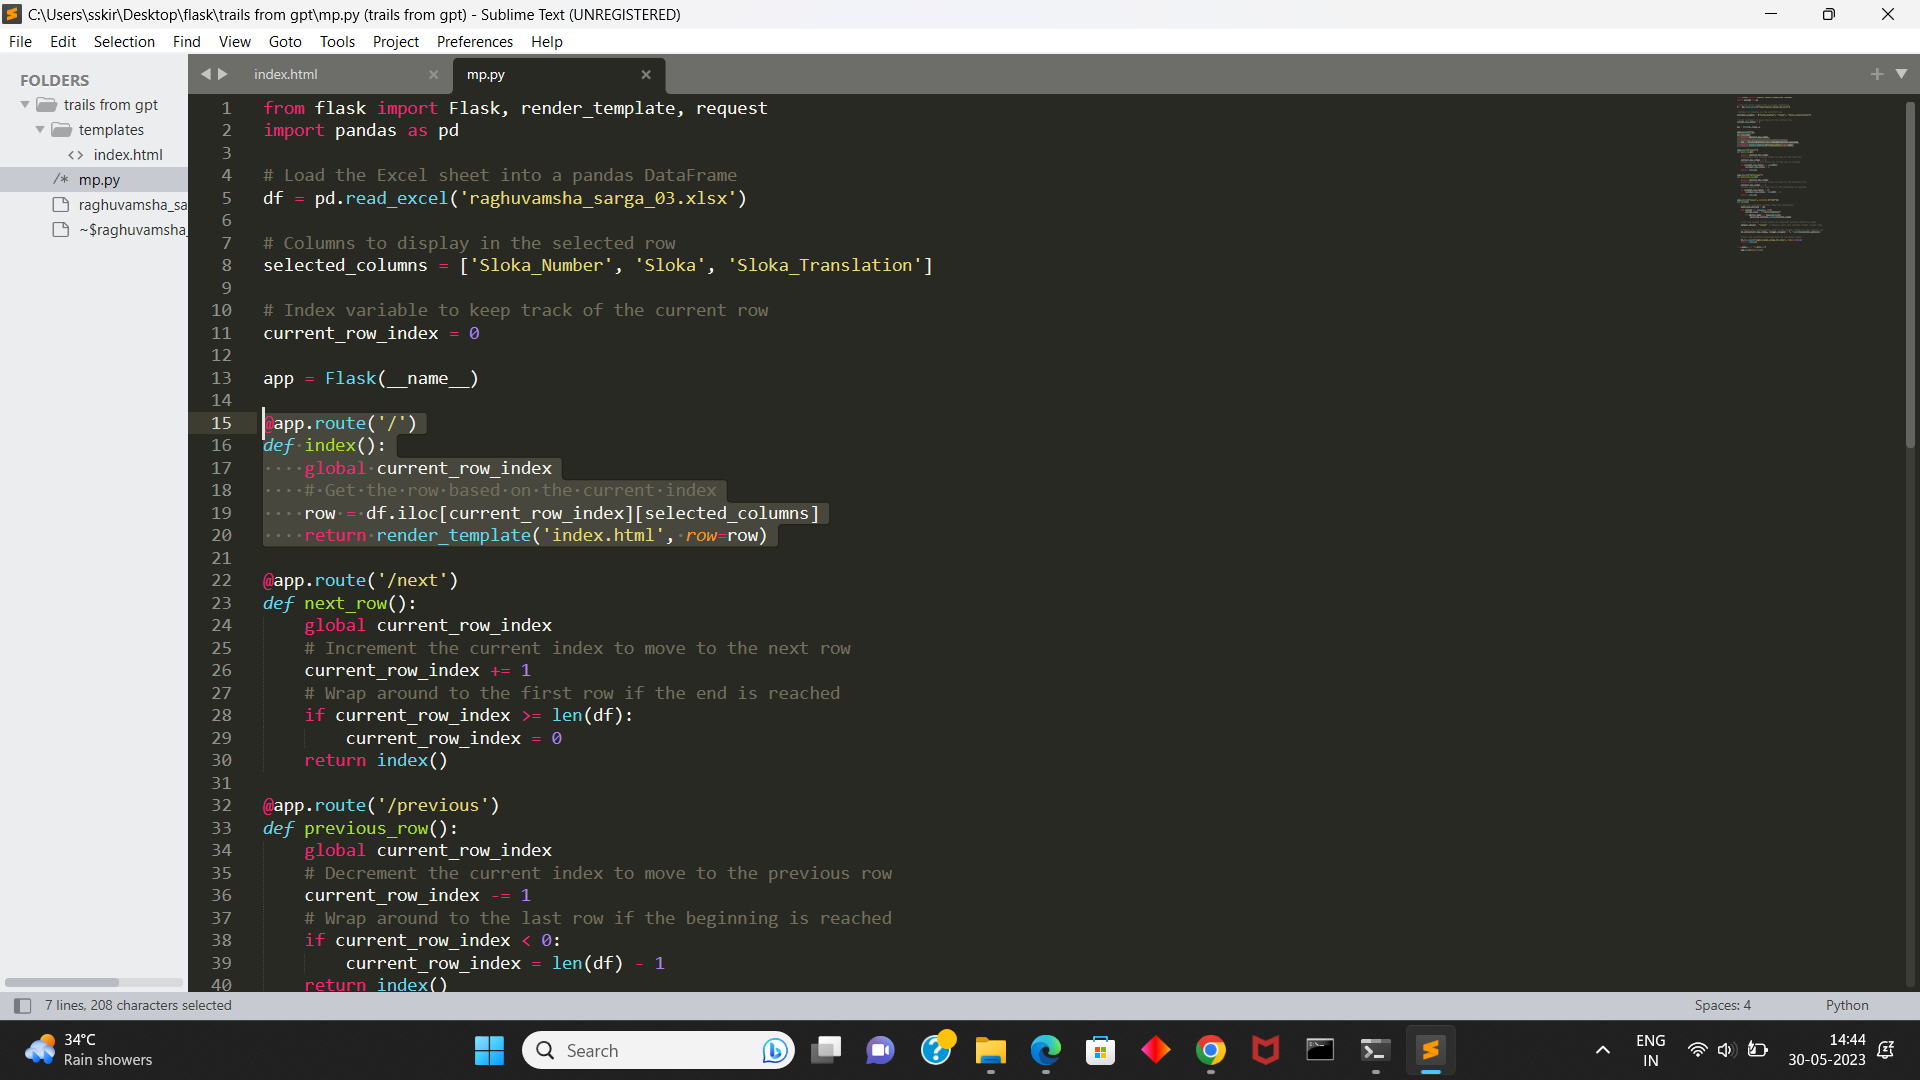 C:\Users\sskir\Desktop\flask\trails from gpt\mp.py (trails from gpt) - Sublime Text (UNREGISTERED)
File Edit Selection Find View Goto Tools Project Preferences Help
FOLDERS
trails from gpt
templates
<> index.html
/* mp.py
raghuvamsha_sa
~$raghuvamsha_
index.html
mp.py
1 from flask import Flask, render_template, request
2 import pandas as pd
3
4 # Load the Excel sheet into a pandas DataFrame
5 df = pd.read_excel('raghuvamsha_sarga_03.xlsx')
6
7 # Columns to display in the selected row
8 selected_columns = ['Sloka_Number', 'Sloka', 'Sloka_Translation']
9
10 # Index variable to keep track of the current row
11 current_row_index = 0
12
13 app = Flask(__name__)
14
15 @app.route('/')
16 def index():
17     global current_row_index
18     # Get the row based on the current index
19     row = df.iloc[current_row_index][selected_columns]
20     return render_template('index.html', row=row)
21
22 @app.route('/next')
23 def next_row():
24     global current_row_index
25     # Increment the current index to move to the next row
26     current_row_index += 1
27     # Wrap around to the first row if the end is reached
28     if current_row_index >= len(df):
29         current_row_index = 0
30     return index()
31
32 @app.route('/previous')
33 def previous_row():
34     global current_row_index
35     # Decrement the current index to move to the previous row
36     current_row_index -= 1
37     # Wrap around to the last row if the beginning is reached
38     if current_row_index < 0:
39         current_row_index = len(df) - 1
40     return index()
7 lines, 208 characters selected
Spaces: 4
Python
34°C
Rain showers
Search
ENG
IN
14:44
30-05-2023